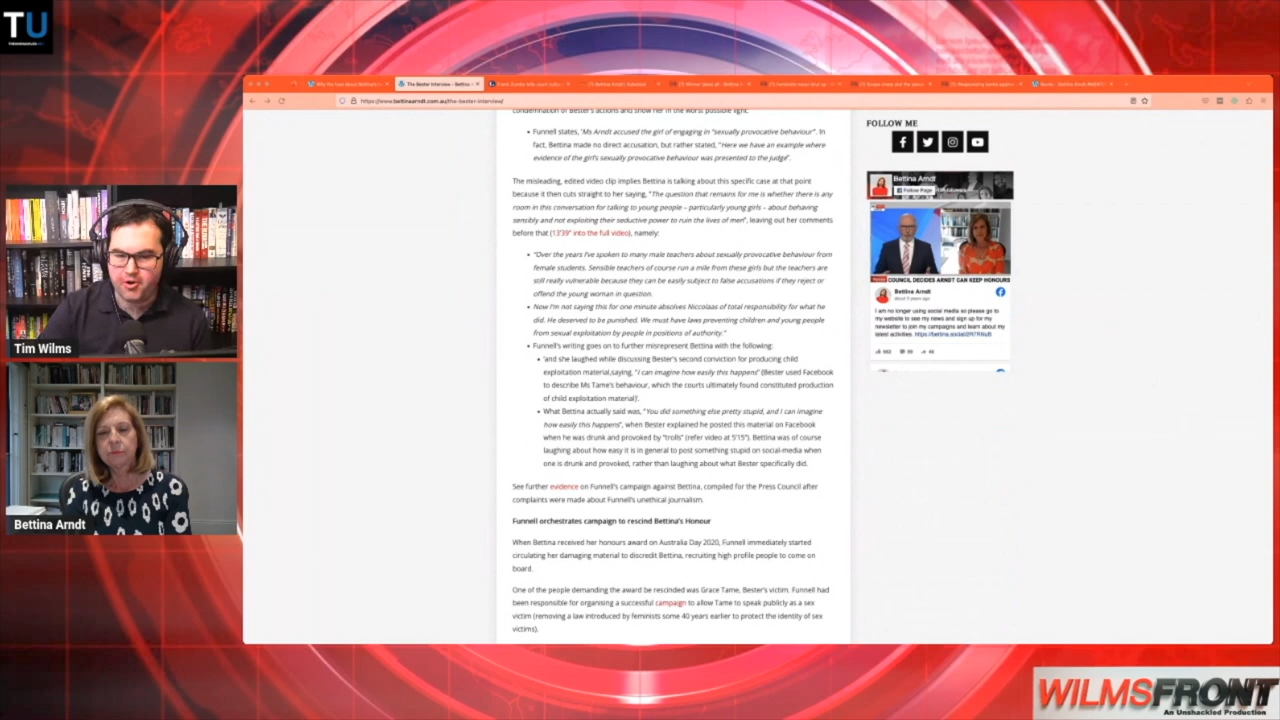 TU
Why the Fuss About Bettina's
The Bester Interview - Bettina
https://www.bettinaarndt.com.au/the-bester-interview/
condemnation of Bester's actions and show her in the worst possible light.
Funnell states, 'Ms Arndt accused the girl of engaging in "sexually provocative behaviour". In
fact, Bettina made no direct accusation, but rather stated, "Here we have an example where
evidence of the girl's sexually provocative behaviour was presented to the judge".
The misleading, edited video clip implies Bettina is talking about this specific case at that point
because it then cuts straight to her saying, "The question that remains for me is whether there is any
room in this conversation for talking to young people – particularly young girls – about behaving
sensibly and not exploiting their seductive power to ruin the lives of men", leaving out her comments
before that (13'39" into the full video), namely:
"Over the years I've spoken to many male teachers about sexually provocative behaviour from
female students. Sensible teachers of course run a mile from these girls but the teachers are
still really vulnerable because they can be easily subject to false accusations if they reject or
offend the young woman in question.
Now I'm not saying this for one minute absolves Niccolaas of total responsibility for what he
did. He deserved to be punished. We must have laws preventing children and young people
from sexual exploitation by people in positions of authority."
Funnell's writing goes on to further misrepresent Bettina with the following:
'and she laughed while discussing Bester's second conviction for producing child
exploitation material,saying, "I can imagine how easily this happens" (Bester used Facebook
to describe Ms Tame's behaviour, which the courts ultimately found constituted production
of child exploitation material)'.
What Bettina actually said was, "You did something else pretty stupid, and I can imagine
how easily this happens", when Bester explained he posted this material on Facebook
when he was drunk and provoked by "trolls" (refer video at 5'15"). Bettina was of course
laughing about how easy it is in general to post something stupid on social-media when
one is drunk and provoked, rather than laughing about what Bester specifically did.
See further evidence on Funnell's campaign against Bettina, compiled for the Press Council after
complaints were made about Funnell's unethical journalism.
Funnell orchestrates campaign to rescind Bettina's Honour
When Bettina received her honours award on Australia Day 2020, Funnell immediately started
circulating her damaging material to discredit Bettina, recruiting high profile people to come on
board.
One of the people demanding the award be rescinded was Grace Tame, Bester's victim. Funnell had
been responsible for organising a successful campaign to allow Tame to speak publicly as a sex
victim (removing a law introduced by feminists some 40 years earlier to protect the identity of sex
victims).
FOLLOW ME
Bettina Arndt
Follow Page
COUNCIL DECIDES ARNDT CAN KEEP HONOURS
Bettina Arndt
I am no longer using social media so please go to
my website to see my news and sign up for my
newsletter to join my campaigns and learn about my
latest activities.
Tim Wilms
Bettina Arndt
WILMSFRONT
An Unshackled Production